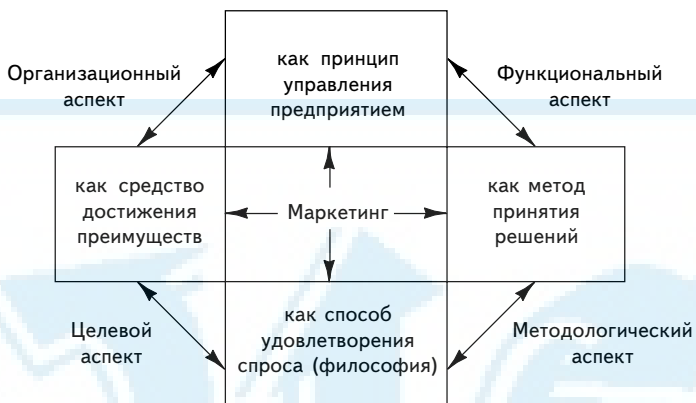 как принцип
управления
предприятием
Организационный
аспект
Функциональный
аспект
как средство
достижения
преимуществ
Маркетинг
как метод
принятия
решений
Целевой
аспект
как способ
удовлетворения
спроса (философия)
Методологический
аспект